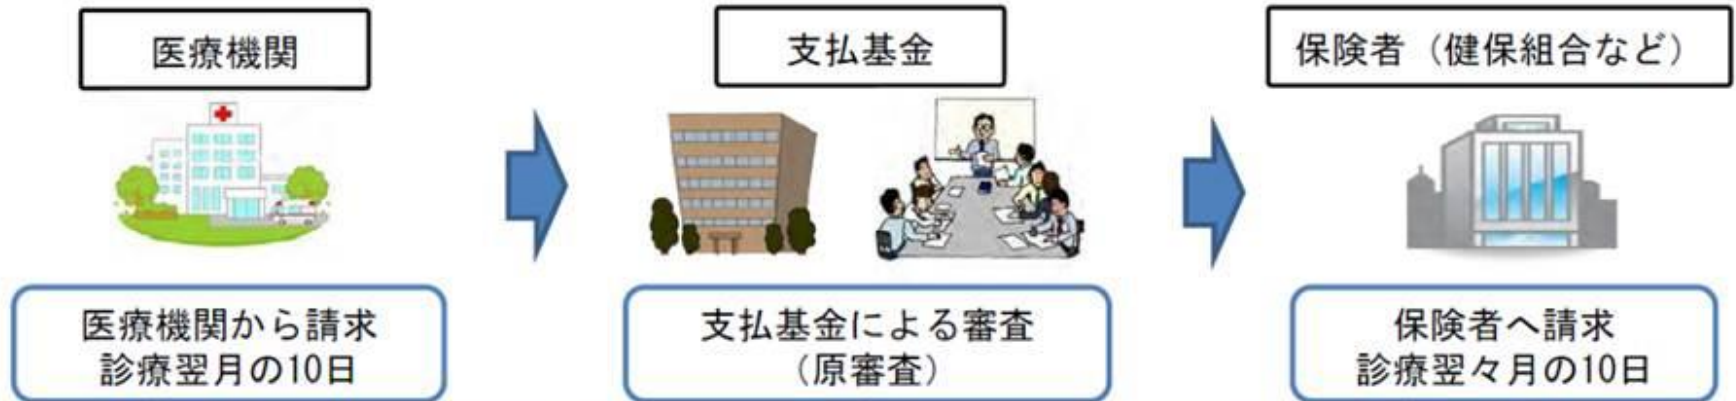 医療機関
支払基金
保険者（健保組合など）
医療機関から請求
診療翌月の10日
支払基金による審査
（原審査）
保険者へ請求
診療翌々月の10日